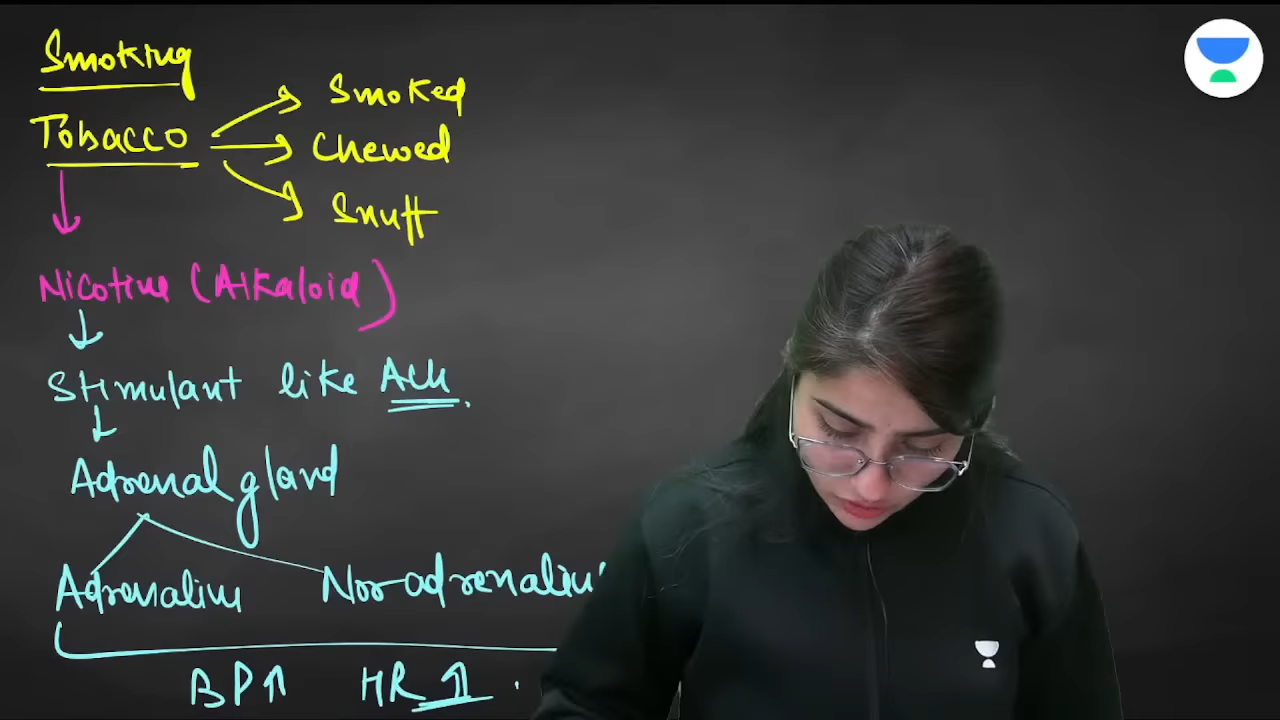 Smoking
Tobacco → Smoked
→ Chewed
→ Snuff
↓
Nicotine (Alkaloid)
↓
Stimulant like Ach.
↓
Adrenal gland
Adrenaline Nor-adrenaline
BP↑ HR↑.